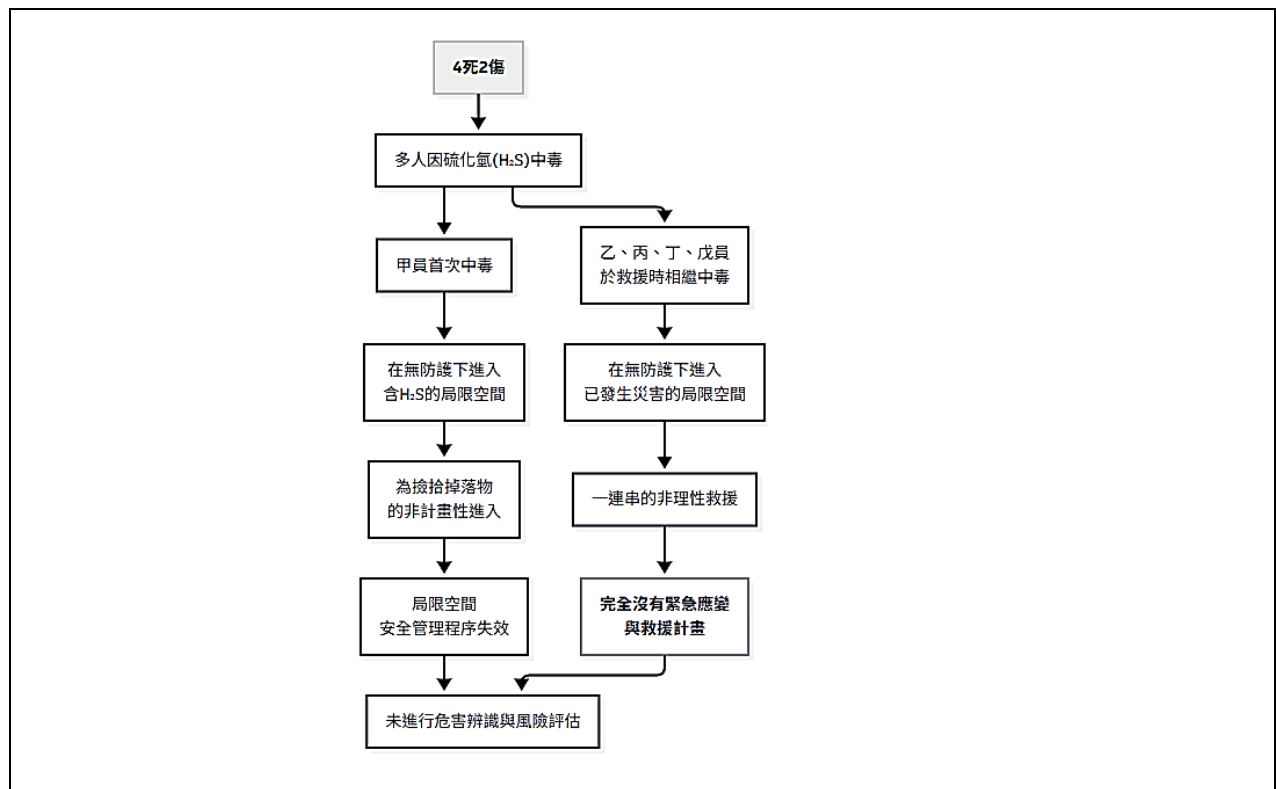 4死2傷
多人因硫化氫(H₂S)中毒
甲員首次中毒
乙、丙、丁、戊員
於救援時相繼中毒
在無防護下進入
含H₂S的局限空間
在無防護下進入
已發生災害的局限空間
為撿拾掉落物
的非計畫性進入
一連串的非理性救援
局限空間
安全管理程序失效
完全沒有緊急應變
與救援計畫
未進行危害辨識與風險評估